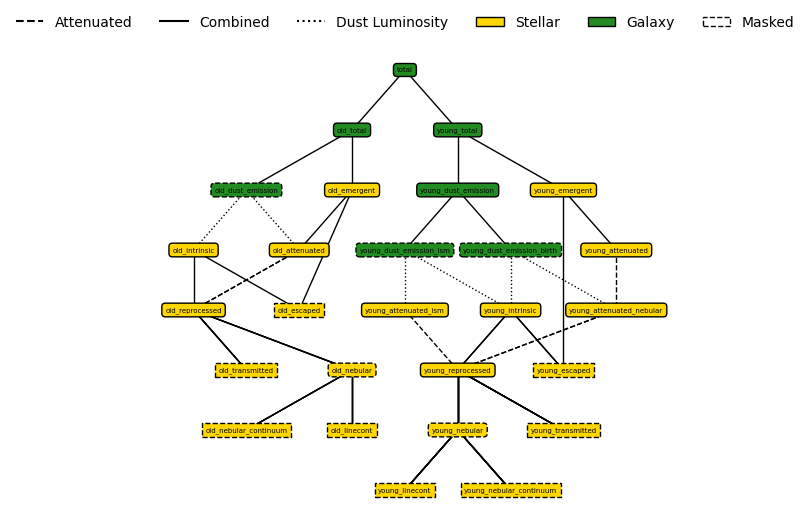 Attenuated Combined Dust Luminosity Stellar Galaxy Masked
total
old_total young_total
old_dust_emission old_emergent young_dust_emission young_emergent
old_intrinsic old_attenuated young_dust_emission_ism young_dust_emission_birth young_attenuated
old_reprocessed old_escaped young_attenuated_ism young_intrinsic young_attenuated_nebular
old_transmitted old_nebular young_reprocessed young_escaped
old_nebular_continuum old_linecont young_nebular young_transmitted
young_linecont young_nebular_continuum